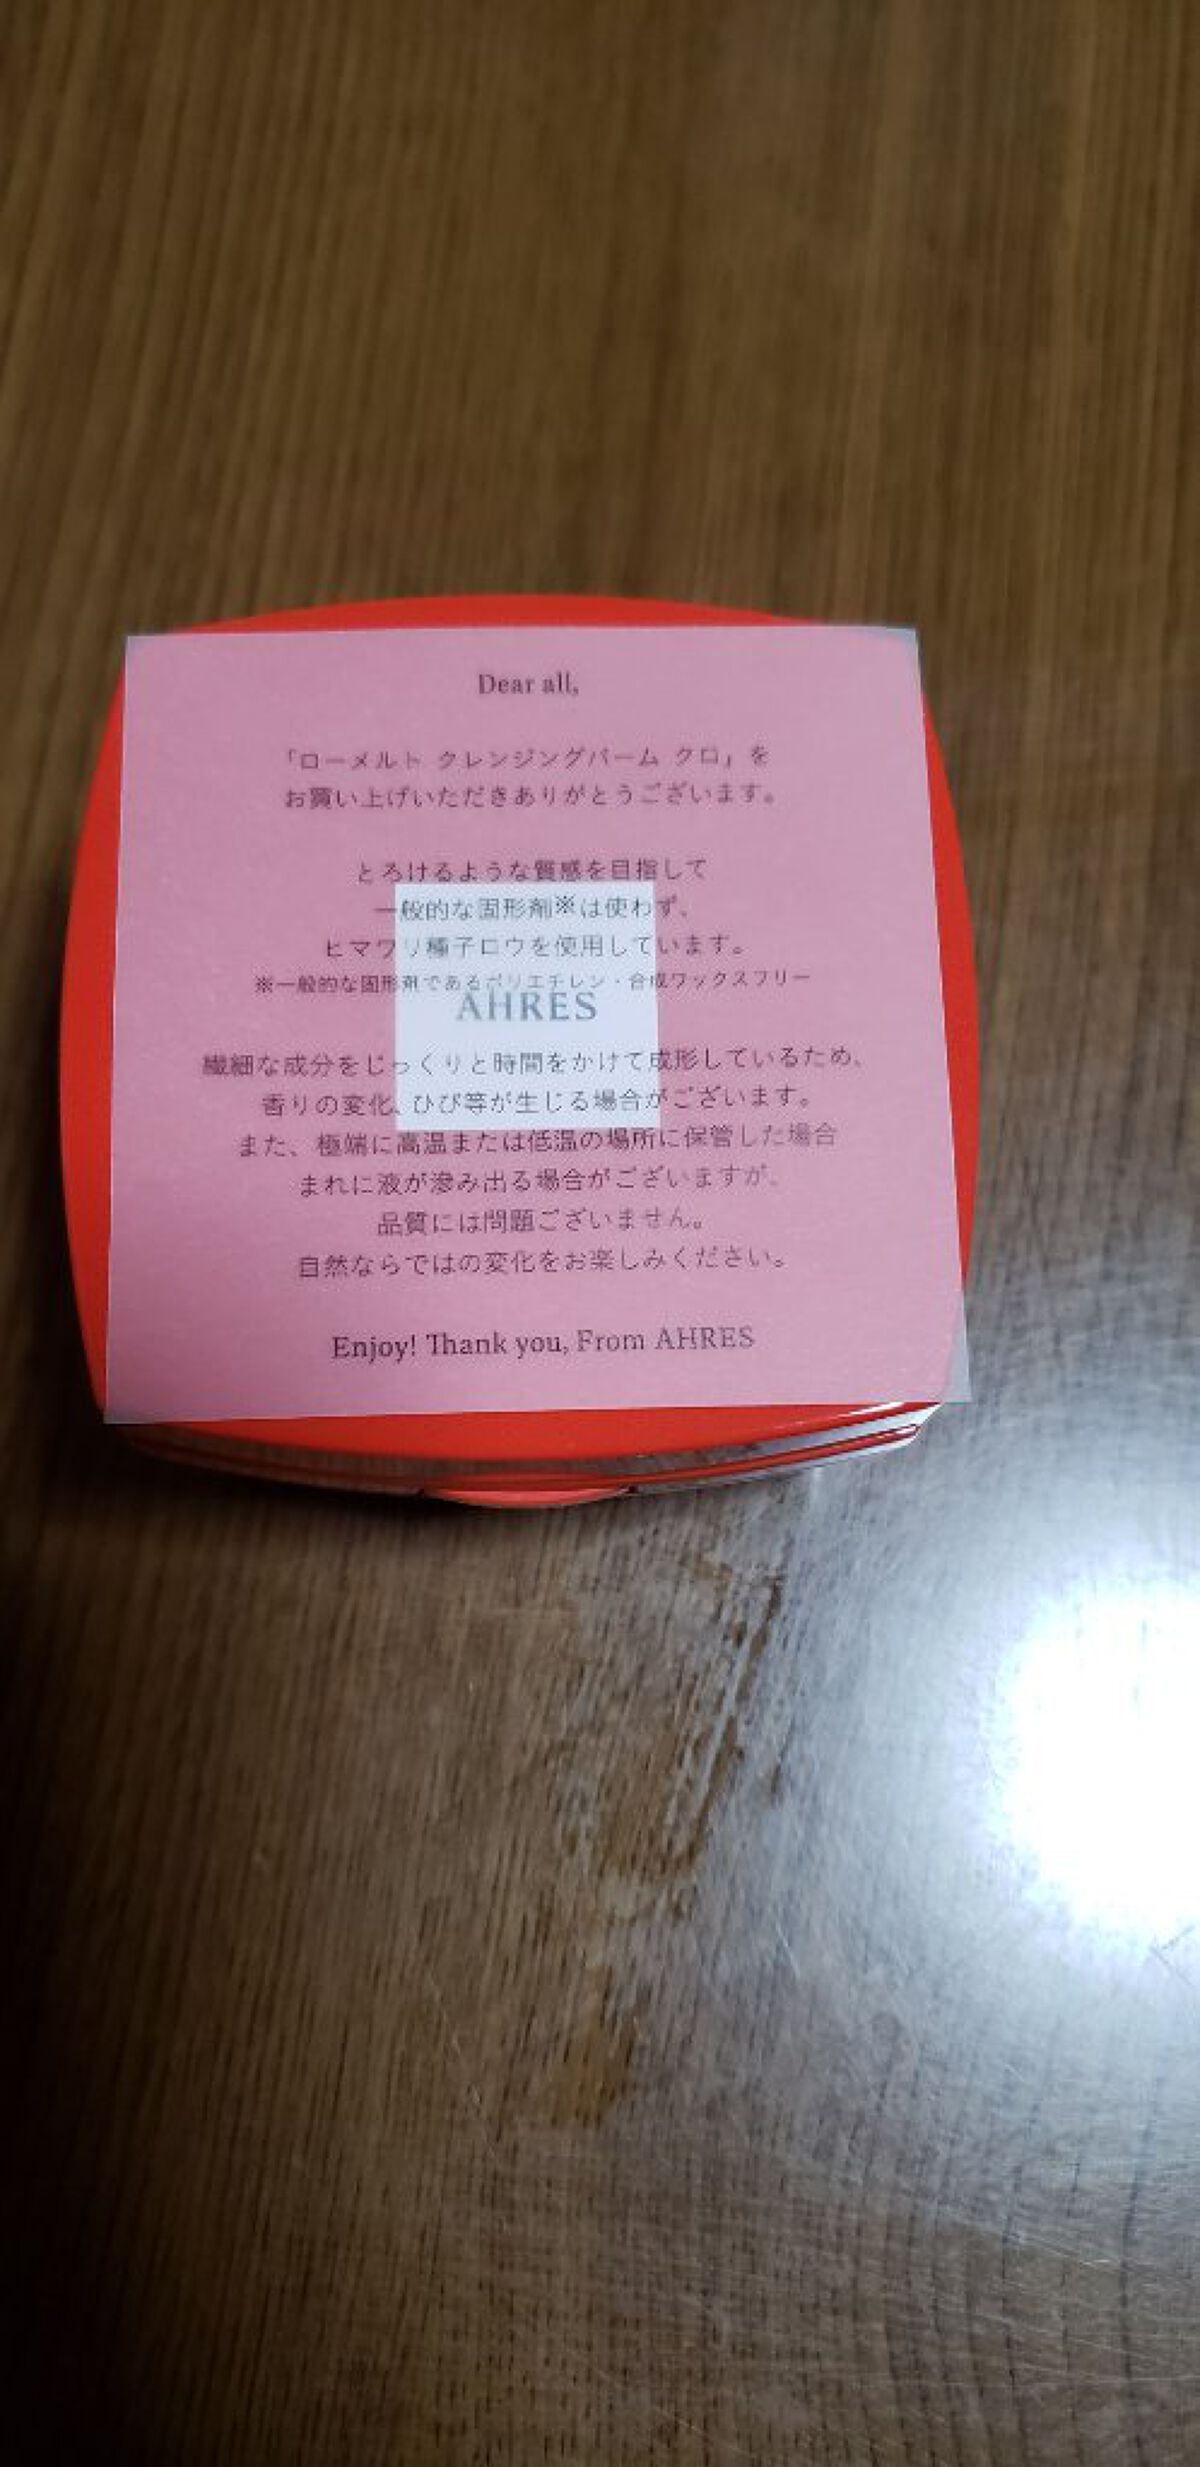 Dear all,
「ローメルト クレンジングバーム クロ」を
お買い上げいただきありがとうございます。
とろけるような質感を目指して
一般的な固形剤※は使わず、
ヒマワリ種子ロウを使用しています。
※一般的な固形剤であるポリエチレン・合成ワックスフリー
AHRES
繊細な成分をじっくりと時間をかけて成形しているため、
香りの変化、ひび等が生じる場合がございます。
また、極端に高温または低温の場所に保管した場合
まれに液が滲み出る場合がございますが、
品質には問題ございません。
自然ならではの変化をお楽しみください。
Enjoy! Thank you, From AHRES